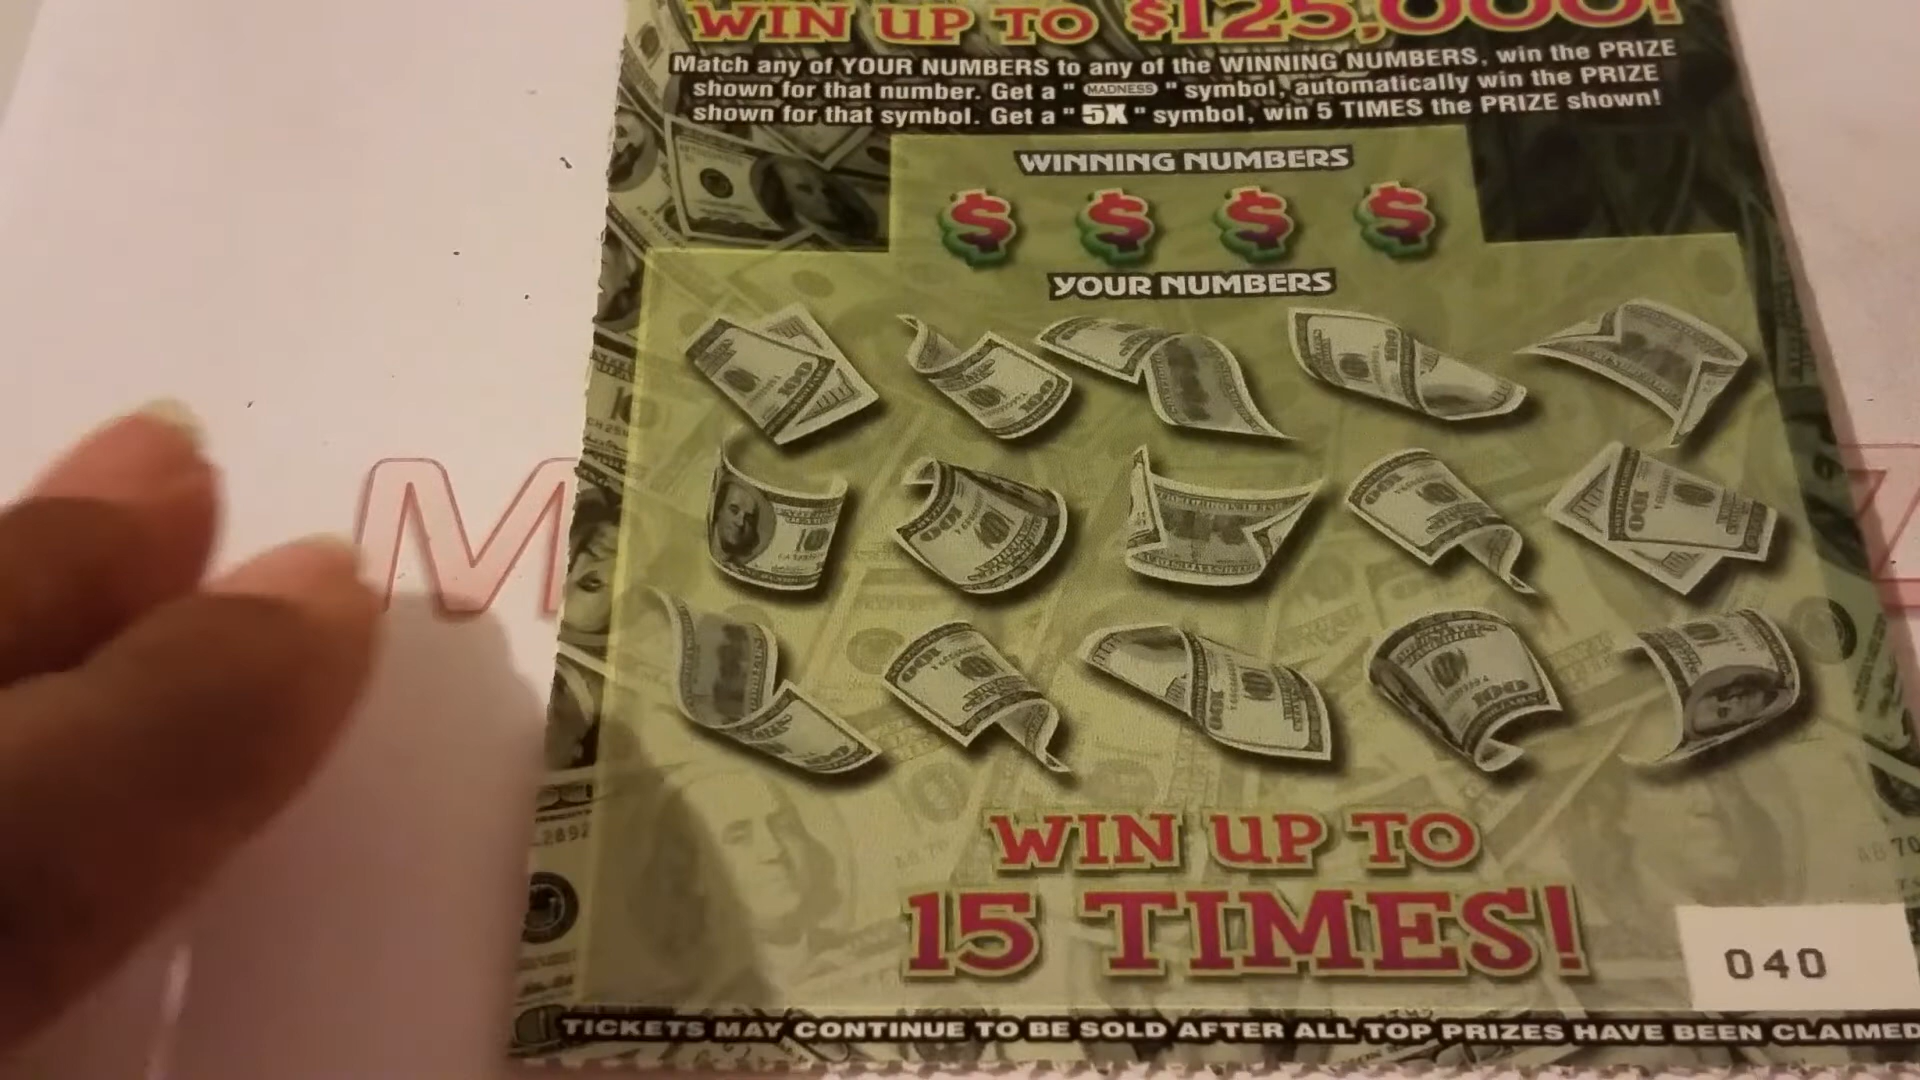 WIN UP TO $125,000!
Match any of YOUR NUMBERS to any of the WINNING NUMBERS, win the PRIZE
shown for that number. Get a "MADNESS" symbol, automatically win the PRIZE
shown for that symbol. Get a "5X" symbol, win 5 TIMES the PRIZE shown!
WINNING NUMBERS
$ $ $ $
YOUR NUMBERS
WIN UP TO
15 TIMES!
040
TICKETS MAY CONTINUE TO BE SOLD AFTER ALL TOP PRIZES HAVE BEEN CLAIMED